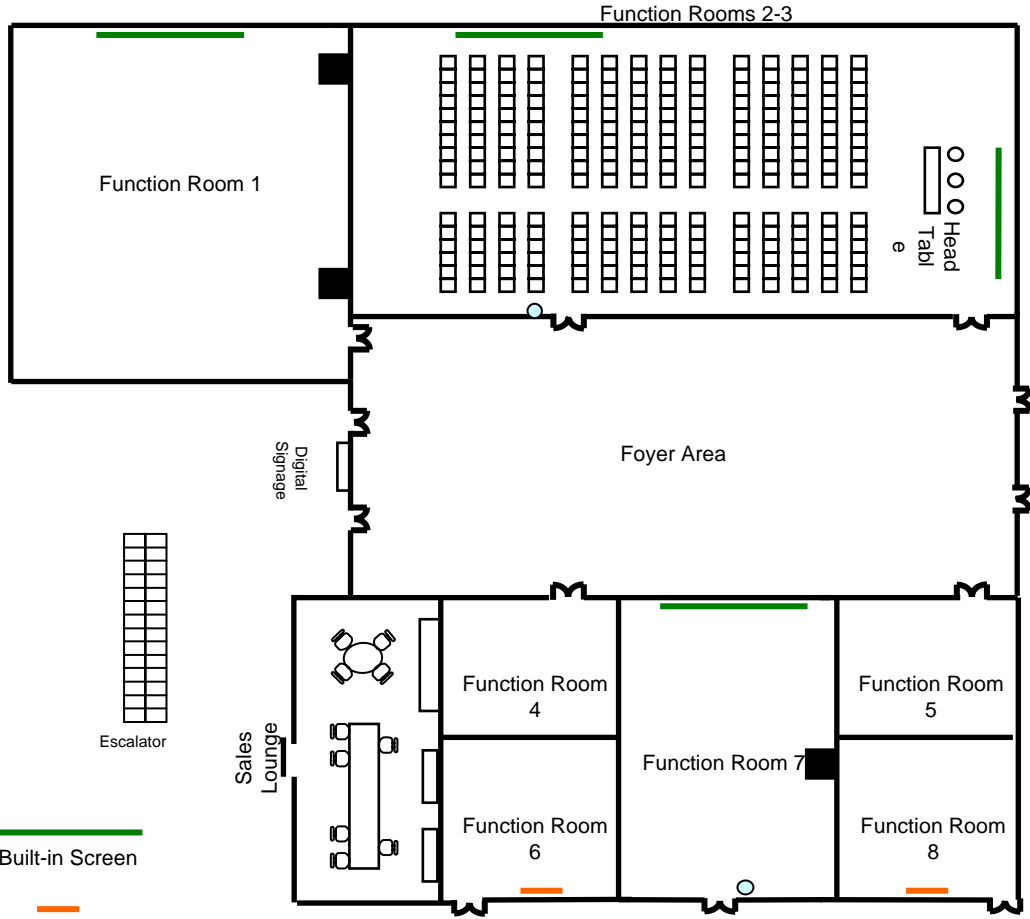 Function Rooms 2-3
Function Room 1
Head
Tabl
e
Digital
Signage
Foyer Area
Escalator
Sales
Lounge
Function Room
4
Function Room
5
Function Room 7
Function Room
6
Function Room
8
Built-in Screen